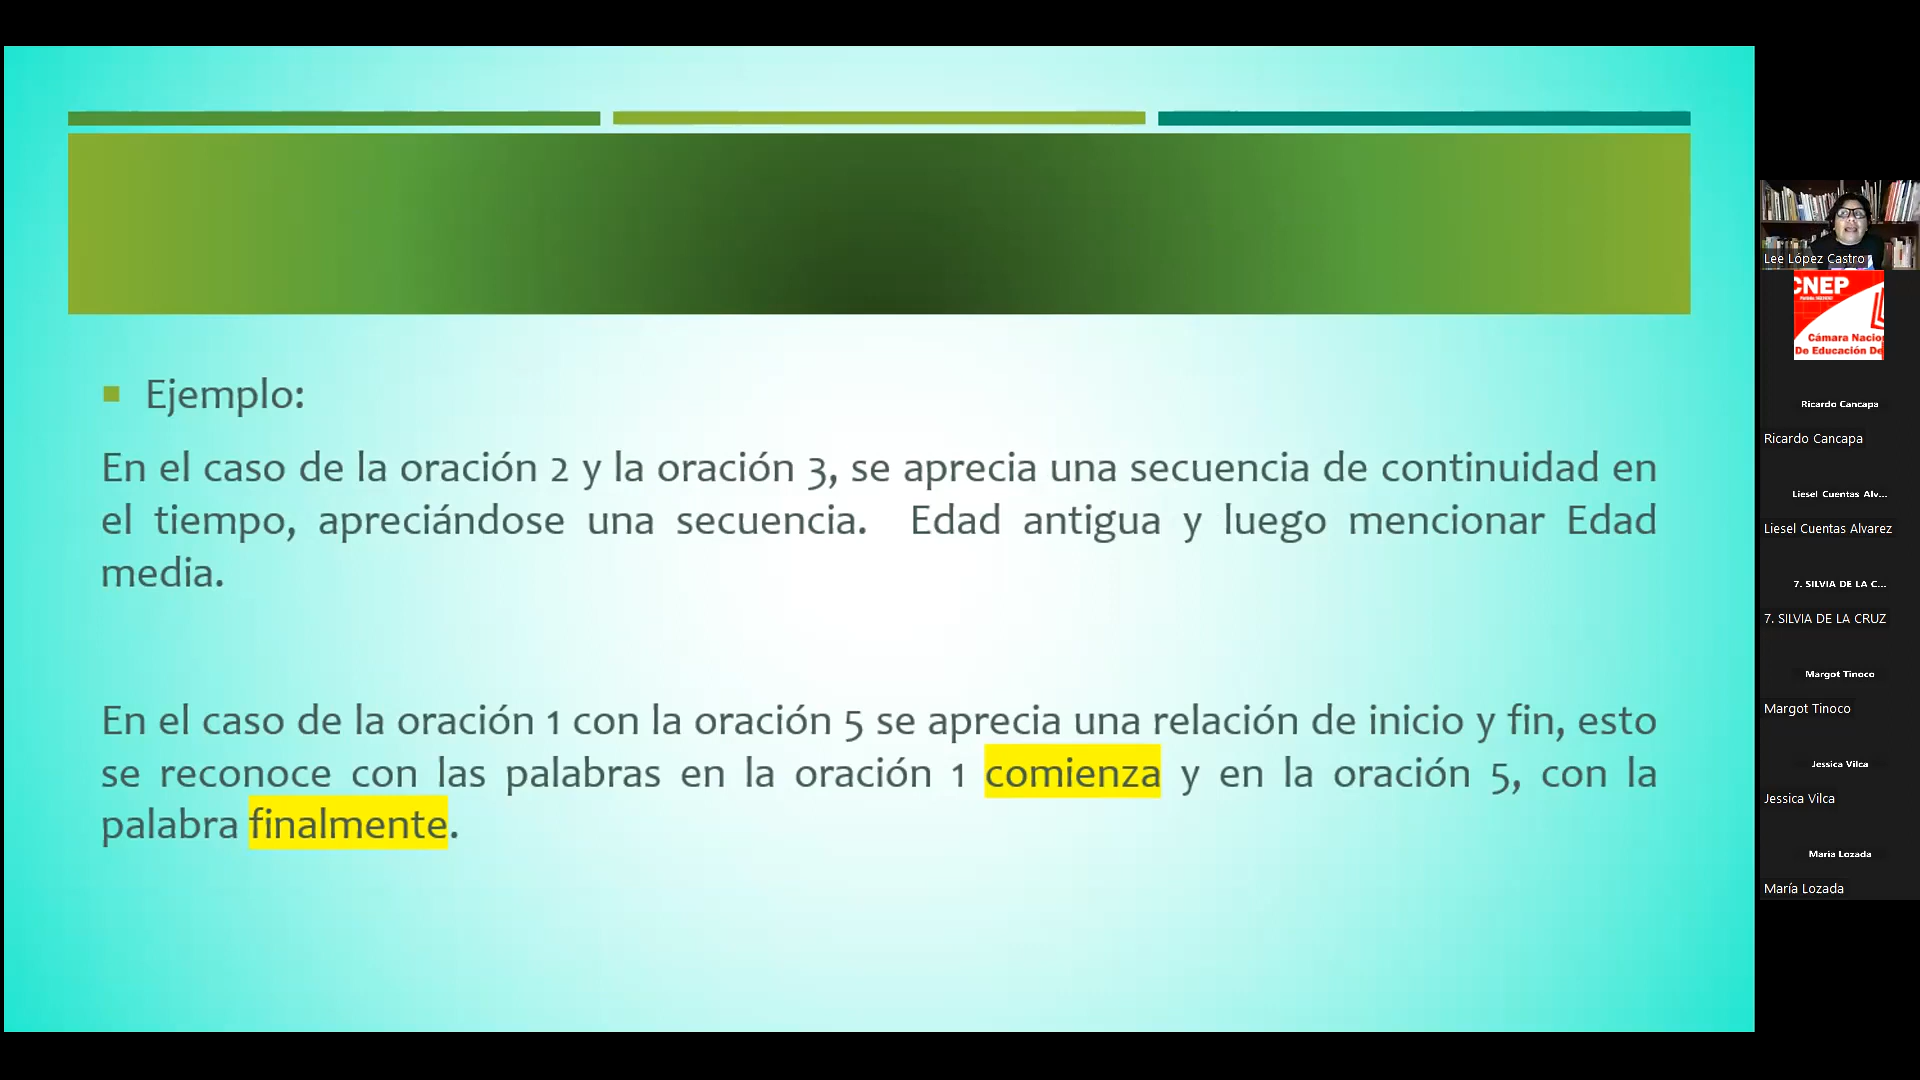 Ejemplo:
En el caso de la oración 2 y la oración 3, se aprecia una secuencia de continuidad en
el tiempo, apreciándose una secuencia. Edad antigua y luego mencionar Edad
media.
En el caso de la oración 1 con la oración 5 se aprecia una relación de inicio y fin, esto
se reconoce con las palabras en la oración 1 comienza y en la oración 5, con la
palabra finalmente.
Lee López Castro
CNEP
Cámara Nacio
De Educación De
Ricardo Cancapa
Ricardo Cancapa
Liesel Cuentas Alv...
Liesel Cuentas Alvarez
7. SILVIA DE LA C...
7. SILVIA DE LA CRUZ
Margot Tinoco
Margot Tinoco
Jessica Vilca
Jessica Vilca
María Lozada
María Lozada